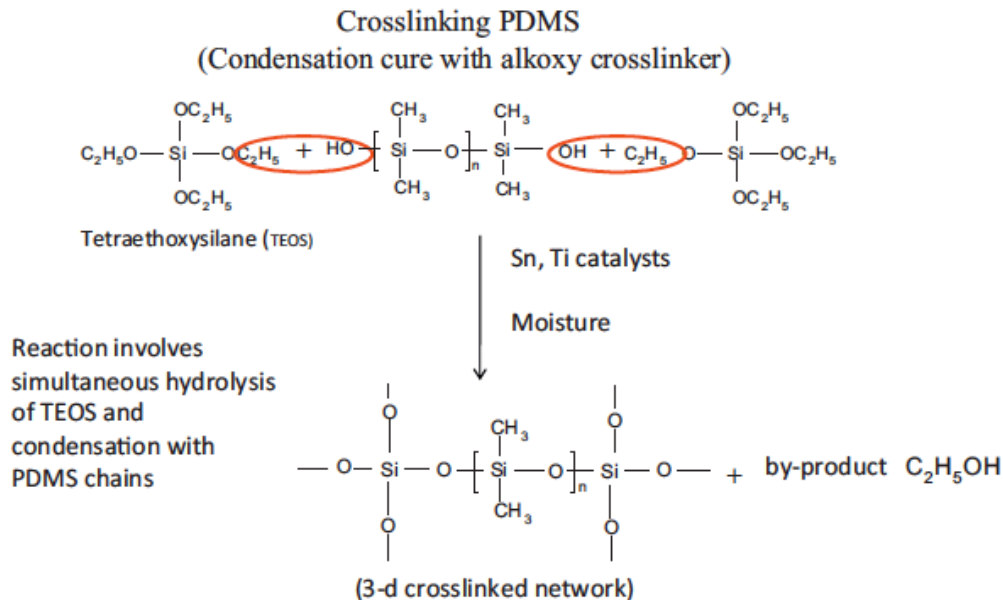 Crosslinking PDMS
(Condensation cure with alkoxy crosslinker)
OC₂H₅ CH₃ CH₃ OC₂H₅
C₂H₅O—Si—OC₂H₅ + HO—[Si—O]ₙ—Si—OH + C₂H₅O—Si—OC₂H₅
OC₂H₅ CH₃ CH₃ OC₂H₅
Tetraethoxysilane (TEOS)
Sn, Ti catalysts
Moisture
Reaction involves
simultaneous hydrolysis
of TEOS and
condensation with
PDMS chains
O O
CH₃
—O—Si—O—[Si—O]ₙ—Si—O— + by-product C₂H₅OH
CH₃
O O
(3-d crosslinked network)